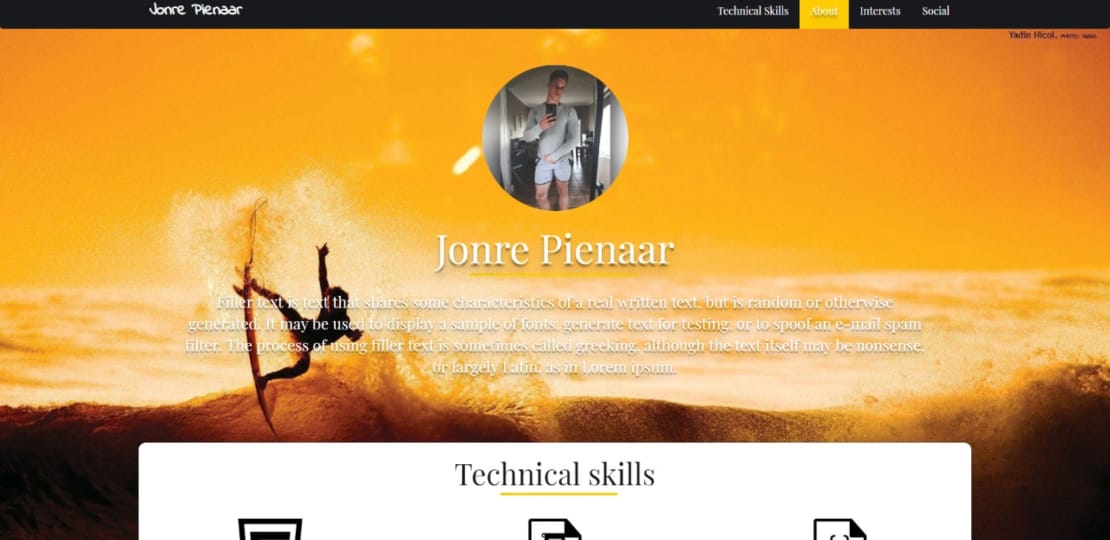 Jonre Pienaar
Technical Skills
About
Interests
Social
Yadin Nicol. PHOTO:
Jonre Pienaar
Filler text is text that shares some characteristics of a real written text, but is random or otherwise
generated. It may be used to display a sample of fonts, generate text for testing, or to spoof an e-mail spam
filter. The process of using filler text is sometimes called greeking, although the text itself may be nonsense,
or largely Latin, as in Lorem ipsum.
Technical skills